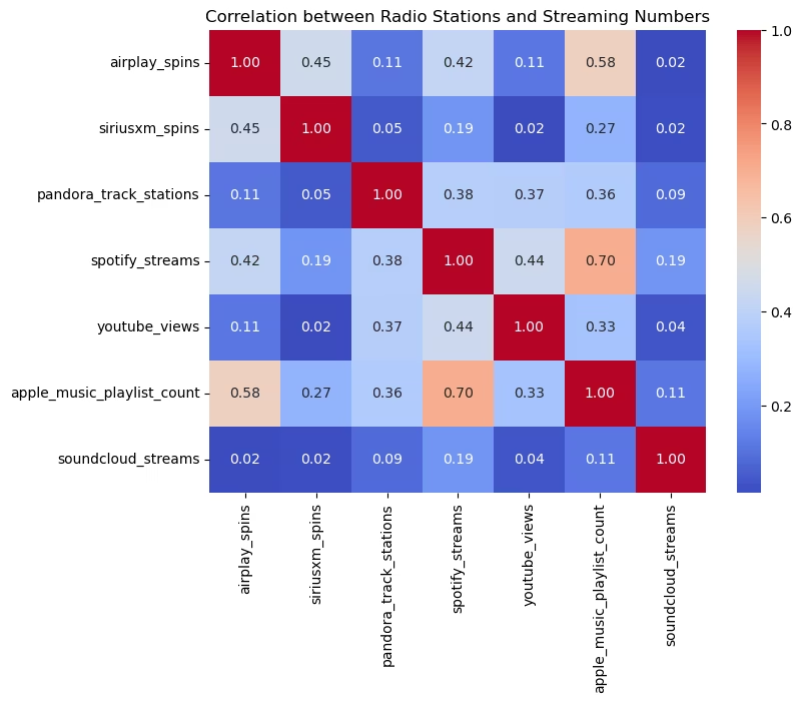 Correlation between Radio Stations and Streaming Numbers
airplay_spins 1.00 0.45 0.11 0.42 0.11 0.58 0.02
siriusxm_spins 0.45 1.00 0.05 0.19 0.02 0.27 0.02
pandora_track_stations 0.11 0.05 1.00 0.38 0.37 0.36 0.09
spotify_streams 0.42 0.19 0.38 1.00 0.44 0.70 0.19
youtube_views 0.11 0.02 0.37 0.44 1.00 0.33 0.04
apple_music_playlist_count 0.58 0.27 0.36 0.70 0.33 1.00 0.11
soundcloud_streams 0.02 0.02 0.09 0.19 0.04 0.11 1.00
airplay_spins
siriusxm_spins
pandora_track_stations
spotify_streams
youtube_views
apple_music_playlist_count
soundcloud_streams
1.0
0.8
0.6
0.4
0.2